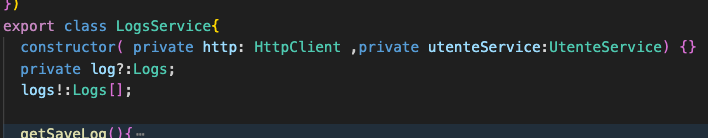 })
export class LogsService{
constructor( private http: HttpClient ,private utenteService:UtenteService) {}
private log?:Logs;
logs!:Logs[];
getSaveLog(){⋯